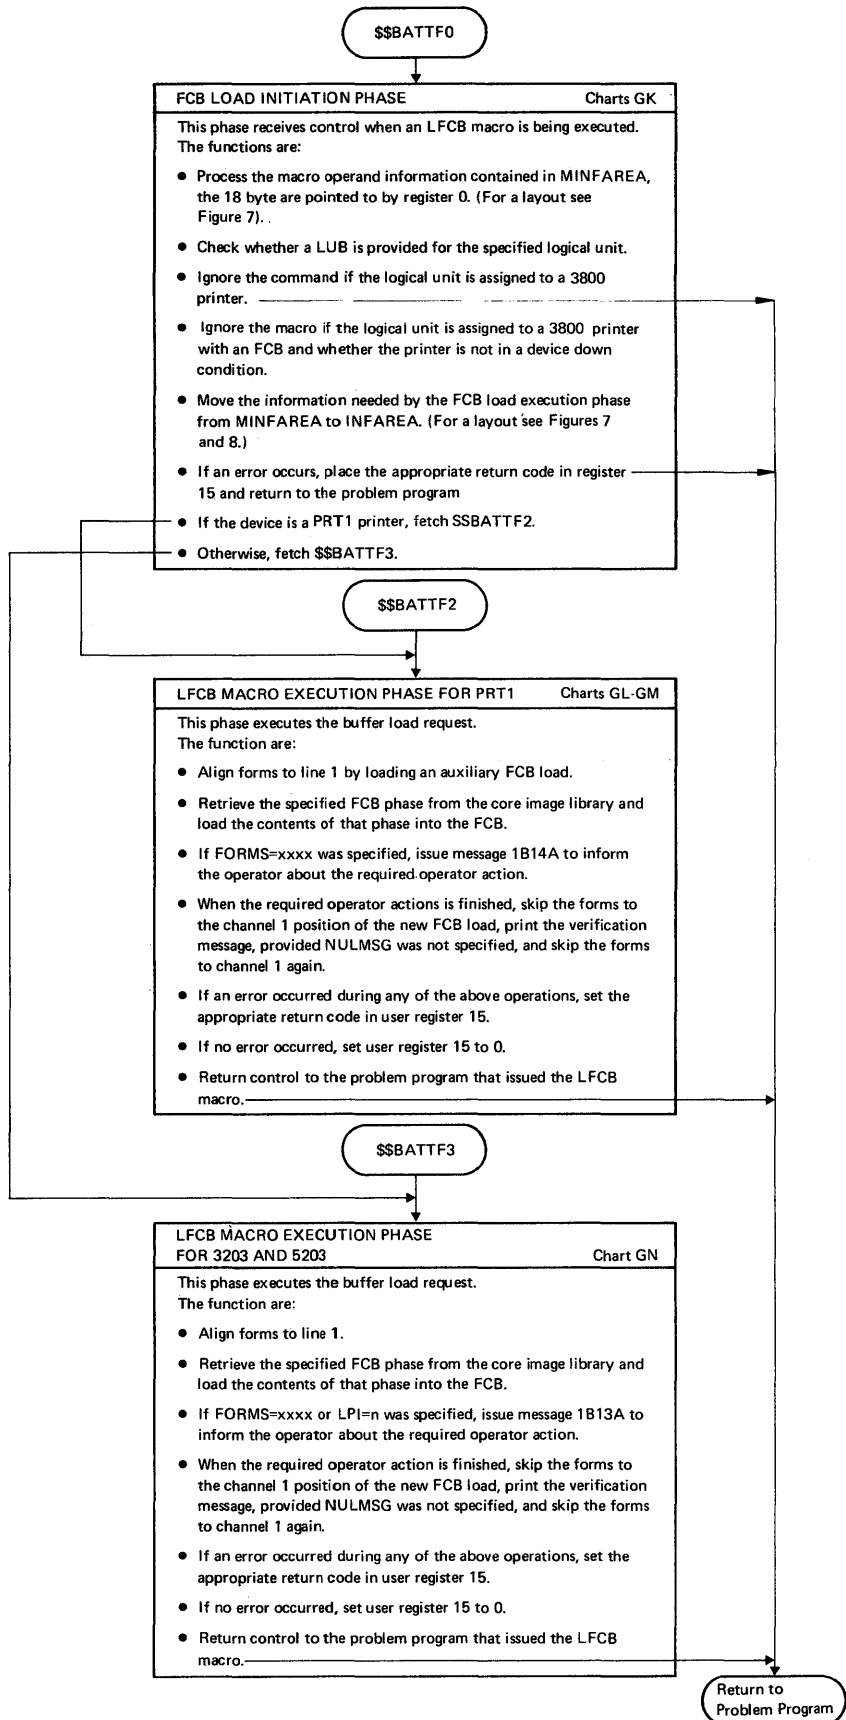 $$BATTF0
FCB LOAD INITIATION PHASE Charts GK
This phase receives control when an LFCB macro is being executed.
The functions are:
● Process the macro operand information contained in MINFAREA,
the 18 byte are pointed to by register 0. (For a layout see
Figure 7). .
● Check whether a LUB is provided for the specified logical unit.
● Ignore the command if the logical unit is assigned to a 3800
printer.
● Ignore the macro if the logical unit is assigned to a 3800 printer
with an FCB and whether the printer is not in a device down
condition.
● Move the information needed by the FCB load execution phase
from MINFAREA to INFAREA. (For a layout see Figures 7
and 8.)
● If an error occurs, place the appropriate return code in register
15 and return to the problem program
● If the device is a PRT1 printer, fetch SSBATTF2.
● Otherwise, fetch $$BATTF3.
$$BATTF2
LFCB MACRO EXECUTION PHASE FOR PRT1 Charts GL-GM
This phase executes the buffer load request.
The function are:
● Align forms to line 1 by loading an auxiliary FCB load.
● Retrieve the specified FCB phase from the core image library and
load the contents of that phase into the FCB.
● If FORMS=xxxx was specified, issue message 1B14A to inform
the operator about the required operator action.
● When the required operator actions is finished, skip the forms to
the channel 1 position of the new FCB load, print the verification
message, provided NULMSG was not specified, and skip the forms
to channel 1 again.
● If an error occurred during any of the above operations, set the
appropriate return code in user register 15.
● If no error occurred, set user register 15 to 0.
● Return control to the problem program that issued the LFCB
macro.
$$BATTF3
LFCB MACRO EXECUTION PHASE
FOR 3203 AND 5203 Chart GN
This phase executes the buffer load request.
The function are:
● Align forms to line 1.
● Retrieve the specified FCB phase from the core image library and
load the contents of that phase into the FCB.
● If FORMS=xxxx or LPI=n was specified, issue message 1B13A to
inform the operator about the required operator action.
● When the required operator action is finished, skip the forms to
the channel 1 position of the new FCB load, print the verification
message, provided NULMSG was not specified, and skip the forms
to channel 1 again.
● If an error occurred during any of the above operations, set the
appropriate return code in user register 15.
● If no error occurred, set user register 15 to 0.
● Return control to the problem program that issued the LFCB
macro.
Return to
Problem Program